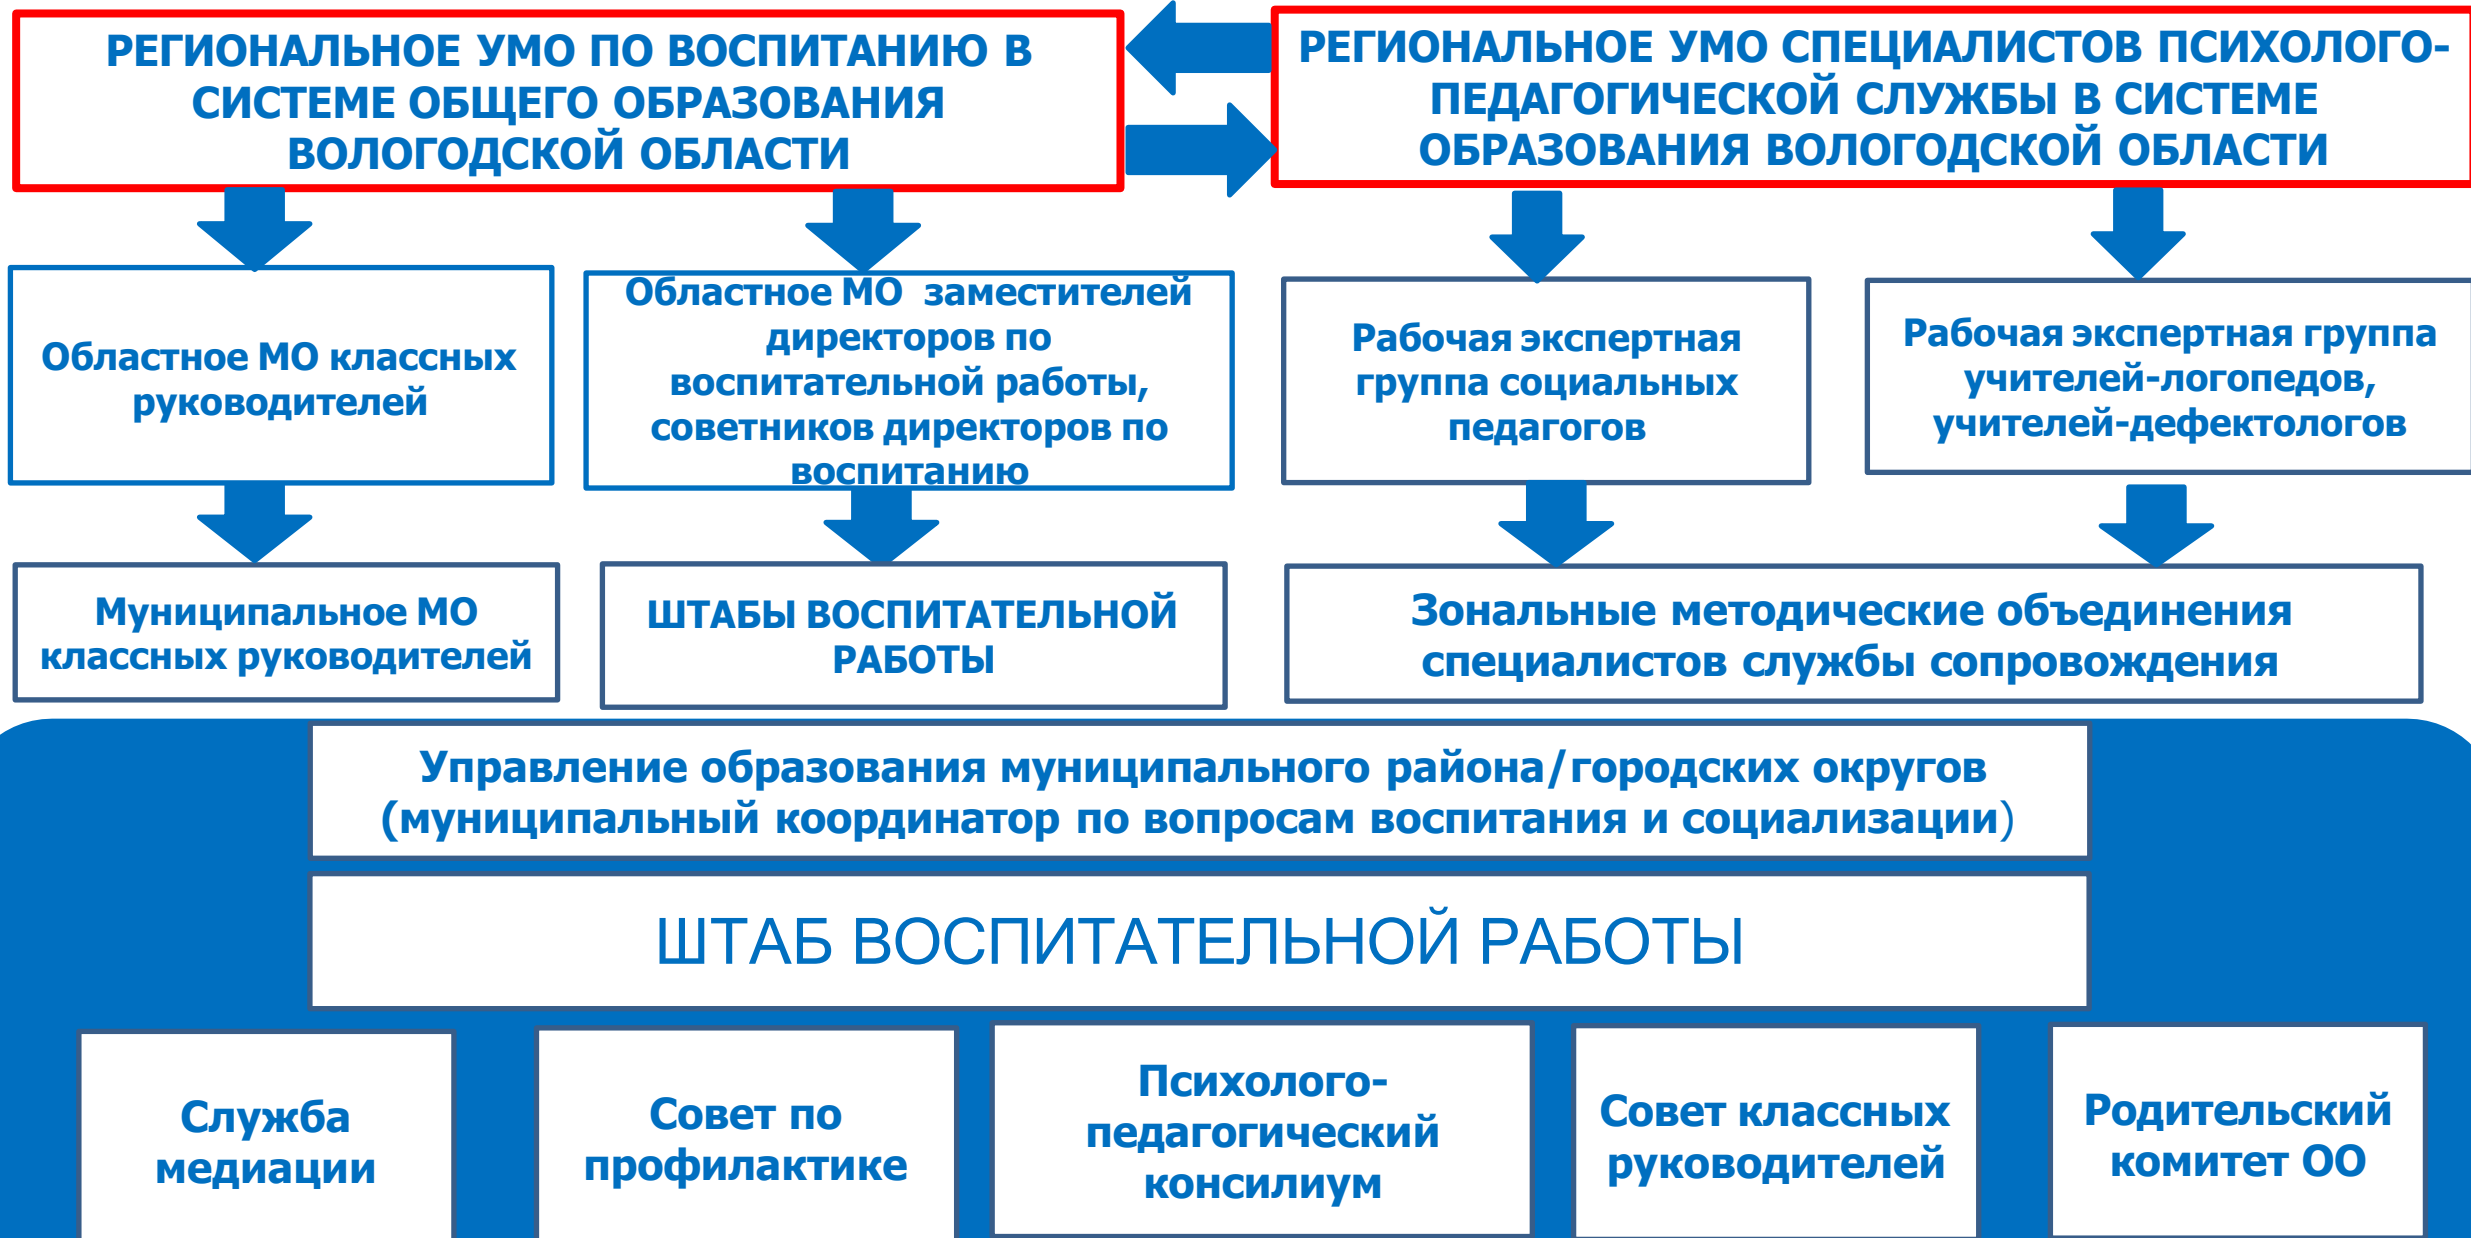 РЕГИОНАЛЬНОЕ УМО ПО ВОСПИТАНИЮ В
СИСТЕМЕ ОБЩЕГО ОБРАЗОВАНИЯ
ВОЛОГОДСКОЙ ОБЛАСТИ
РЕГИОНАЛЬНОЕ УМО СПЕЦИАЛИСТОВ ПСИХОЛОГО-
ПЕДАГОГИЧЕСКОЙ СЛУЖБЫ В СИСТЕМЕ
ОБРАЗОВАНИЯ ВОЛОГОДСКОЙ ОБЛАСТИ
Областное МО классных
руководителей
Областное МО заместителей
директоров по
воспитательной работы,
советников директоров по
воспитанию
Рабочая экспертная
группа социальных
педагогов
Рабочая экспертная группа
учителей-логопедов,
учителей-дефектологов
Муниципальное МО
классных руководителей
ШТАБЫ ВОСПИТАТЕЛЬНОЙ
РАБОТЫ
Зональные методические объединения
специалистов службы сопровождения
Управление образования муниципального района/городских округов
(муниципальный координатор по вопросам воспитания и социализации)
ШТАБ ВОСПИТАТЕЛЬНОЙ РАБОТЫ
Служба
медиации
Совет по
профилактике
Психолого-
педагогический
консилиум
Совет классных
руководителей
Родительский
комитет ОО